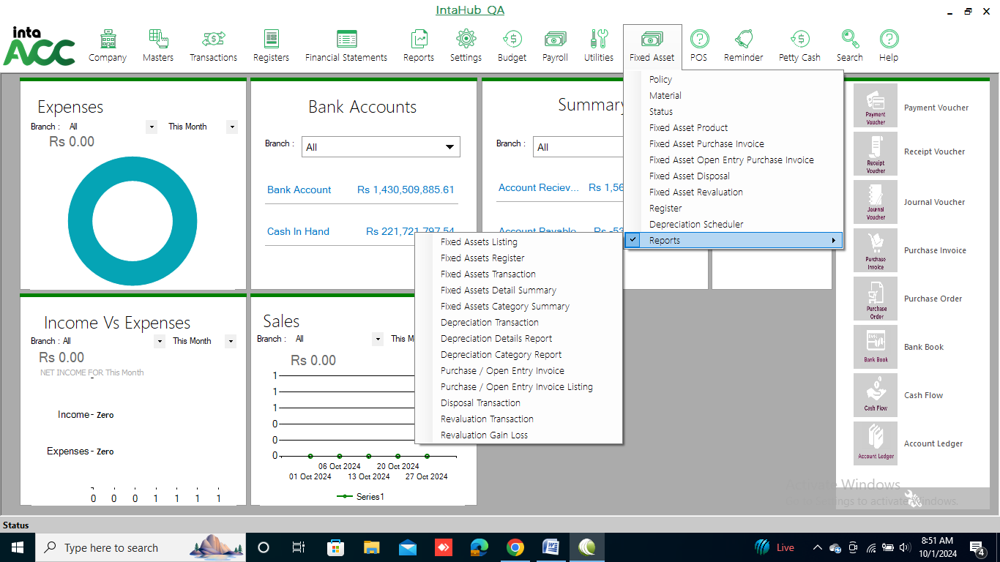 IntaHub_QA
inta
ACC
Company
Masters
Transactions
Registers
Financial Statements
Reports
Settings
Budget
Payroll
Utilities
Fixed Asset
POS
Reminder
Petty Cash
Search
Help
Expenses
Branch : All
This Month
Rs 0.00
Bank Accounts
Branch :
All
Bank Account Rs 1,430,509,885.61
Cash In Hand Rs 221,721,797.54
Summary
Branch :
All
Account Reciev... Rs 1,56
Account Payable Rs -53
Policy
Material
Status
Fixed Asset Product
Fixed Asset Purchase Invoice
Fixed Asset Open Entry Purchase Invoice
Fixed Asset Disposal
Fixed Asset Revaluation
Register
Depreciation Scheduler
Reports
Fixed Assets Listing
Fixed Assets Register
Fixed Assets Transaction
Fixed Assets Detail Summary
Fixed Assets Category Summary
Depreciation Transaction
Depreciation Details Report
Depreciation Category Report
Purchase / Open Entry Invoice
Purchase / Open Entry Invoice Listing
Disposal Transaction
Revaluation Transaction
Revaluation Gain Loss
Payment
Voucher
Payment Voucher
Receipt
Voucher
Receipt Voucher
Journal
Voucher
Journal Voucher
Purchase
Invoice
Purchase Invoice
Purchase
Order
Purchase Order
Bank Book
Bank Book
Cash Flow
Cash Flow
Account Ledger
Account Ledger
Income Vs Expenses
Branch : All
This Month
Rs 0.00
NET INCOME FOR This Month
Income - Zero
Expenses - Zero
0 0 0 1 1 1 1
Sales
Branch : All
This M
Rs 0.00
1
1
1
0
0
0
06 Oct 2024 20 Oct 2024
01 Oct 2024 13 Oct 2024 27 Oct 2024
Series1
Activate Windows
Go to Settings to activate Windows.
Status
Type here to search
Live
8:51 AM
10/1/2024
4